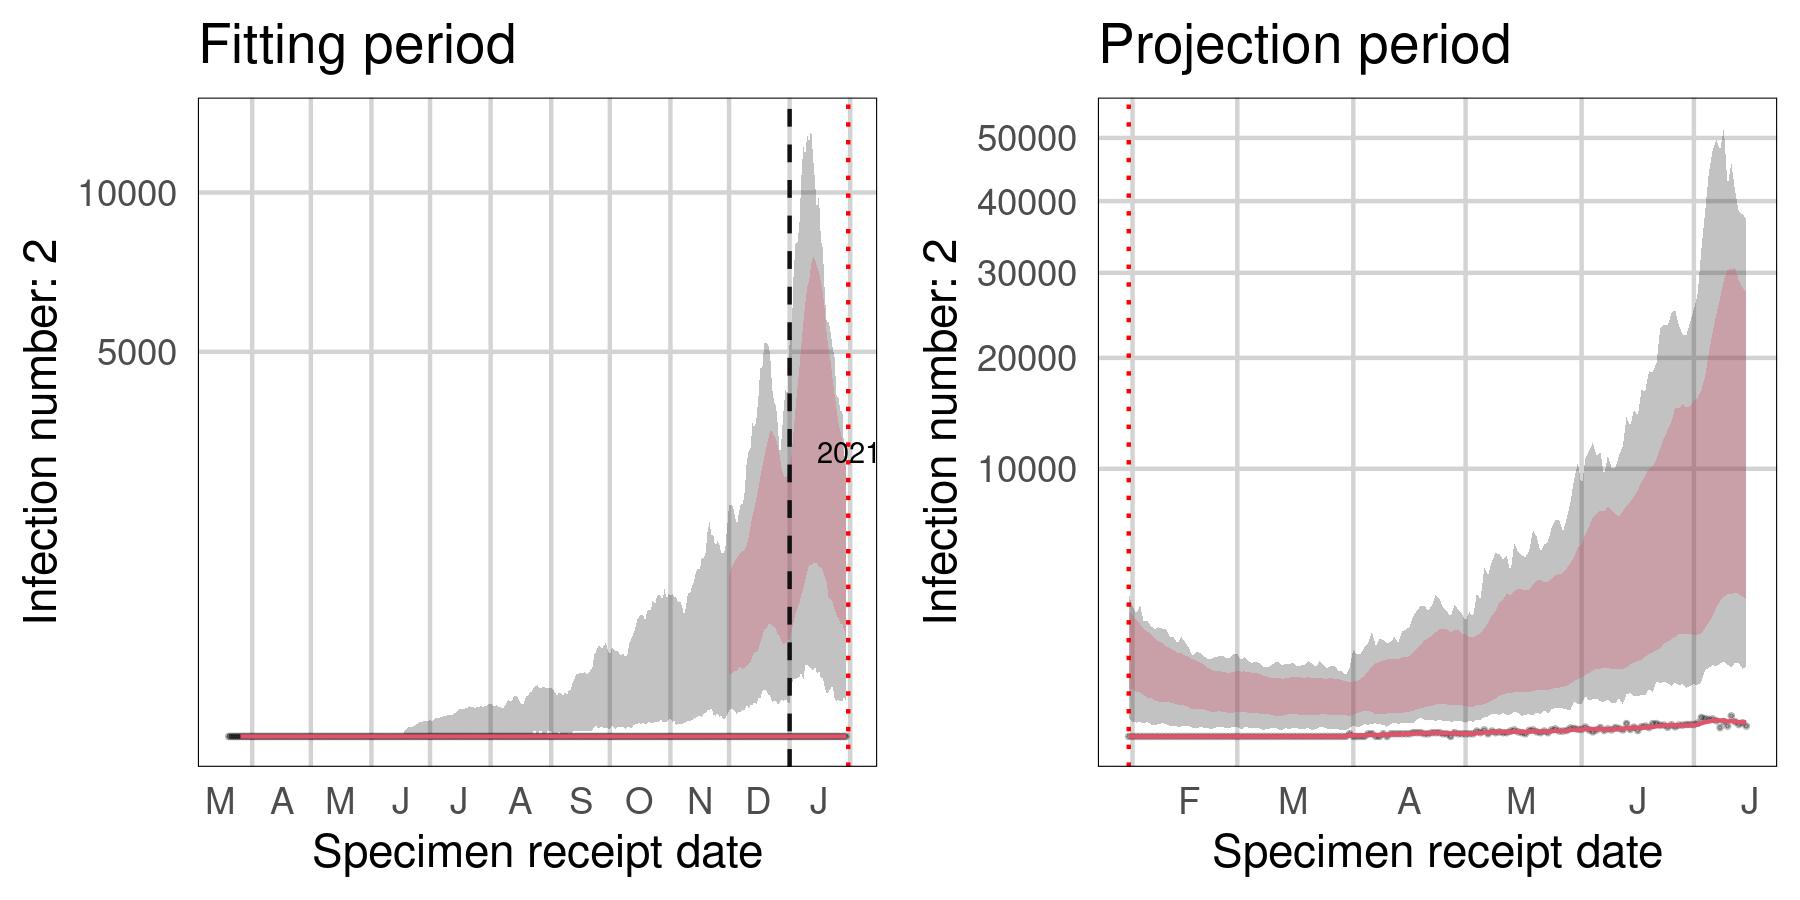 Fitting period
Infection number: 2
10000
5000
2021
M A M J J A S O N D J
Specimen receipt date
Projection period
Infection number: 2
50000
40000
30000
20000
10000
F M A M J J
Specimen receipt date